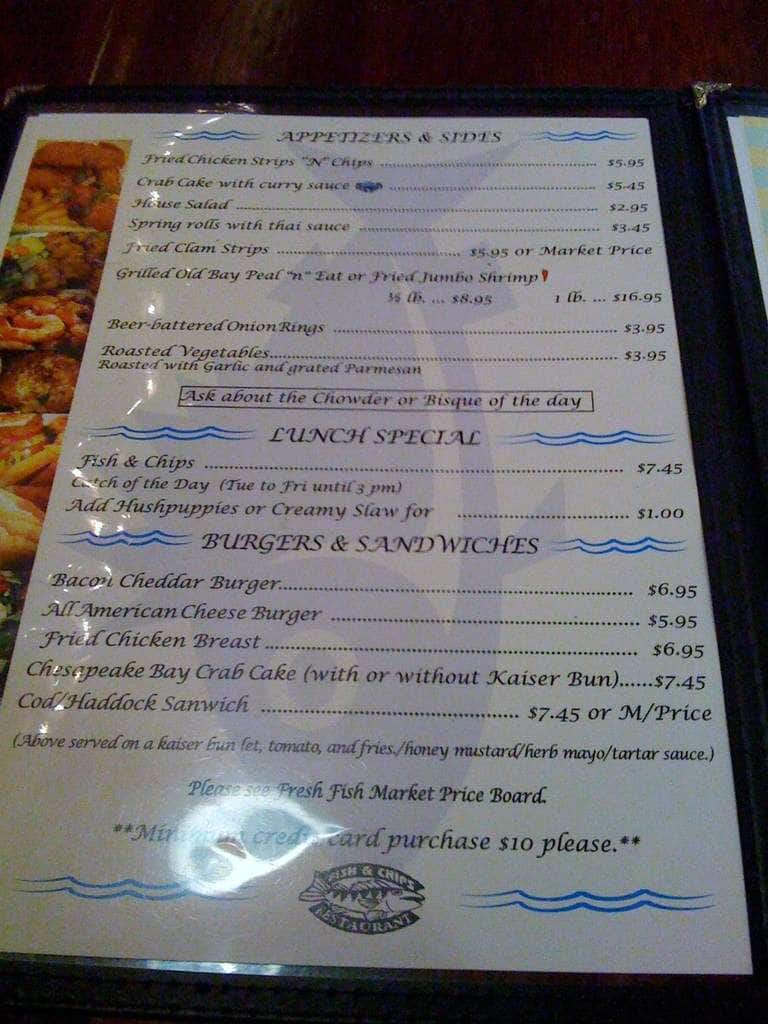 APPETIZERS & SIDES
Fried Chicken Strips "N" Chips ........ $5.95
Crab Cake with curry sauce ........ $5.45
House Salad ........ $2.95
Spring rolls with thai sauce ........ $3.45
Fried Clam Strips ........ $5.95 or Market Price
Grilled Old Bay Peal "n" Eat or Fried Jumbo Shrimp
½ lb. ... $8.95 1 lb. ... $16.95
Beer-battered Onion Rings ........ $3.95
Roasted Vegetables........ $3.95
Roasted with Garlic and grated Parmesan
Ask about the Chowder or Bisque of the day
LUNCH SPECIAL
Fish & Chips ........ $7.45
Catch of the Day (Tue to Fri until 3 pm)
Add Hushpuppies or Creamy Slaw for ........ $1.00
BURGERS & SANDWICHES
Bacon Cheddar Burger........ $6.95
All American Cheese Burger ........ $5.95
Fried Chicken Breast ........ $6.95
Chesapeake Bay Crab Cake (with or without Kaiser Bun)......$7.45
Cod/Haddock Sanwich ........ $7.45 or M/Price
(Above served on a kaiser bun let, tomato, and fries./honey mustard/herb mayo/tartar sauce.)
Please see Fresh Fish Market Price Board.
**Minimum credit card purchase $10 please.**
FISH & CHIPS
RESTAURANT